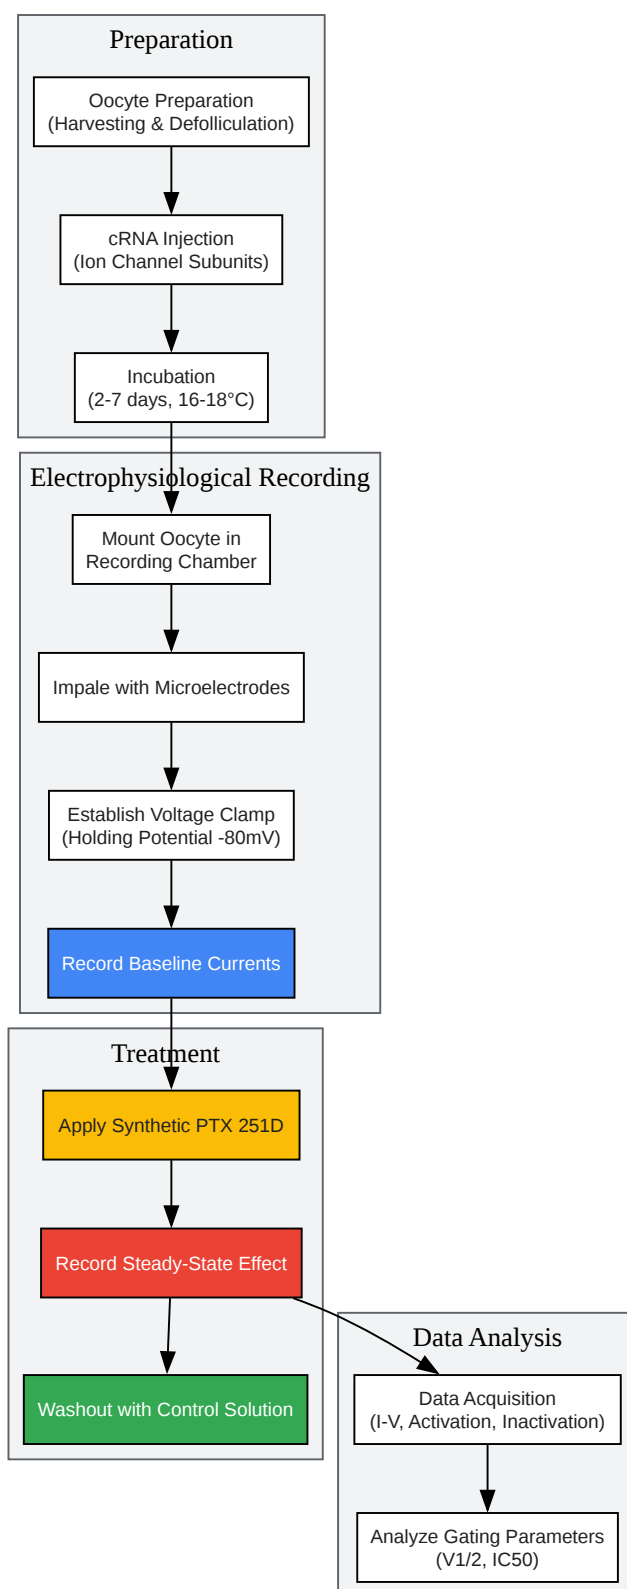 Preparation
Oocyte Preparation
(Harvesting & Defolliculation)
cRNA Injection
(Ion Channel Subunits)
Incubation
(2-7 days, 16-18°C)
Electrophysiological Recording
Mount Oocyte in
Recording Chamber
Impale with Microelectrodes
Establish Voltage Clamp
(Holding Potential -80mV)
Record Baseline Currents
Treatment
Apply Synthetic PTX 251D
Record Steady-State Effect
Washout with Control Solution
Data Analysis
Data Acquisition
(I-V, Activation, Inactivation)
Analyze Gating Parameters
(V1/2, IC50)